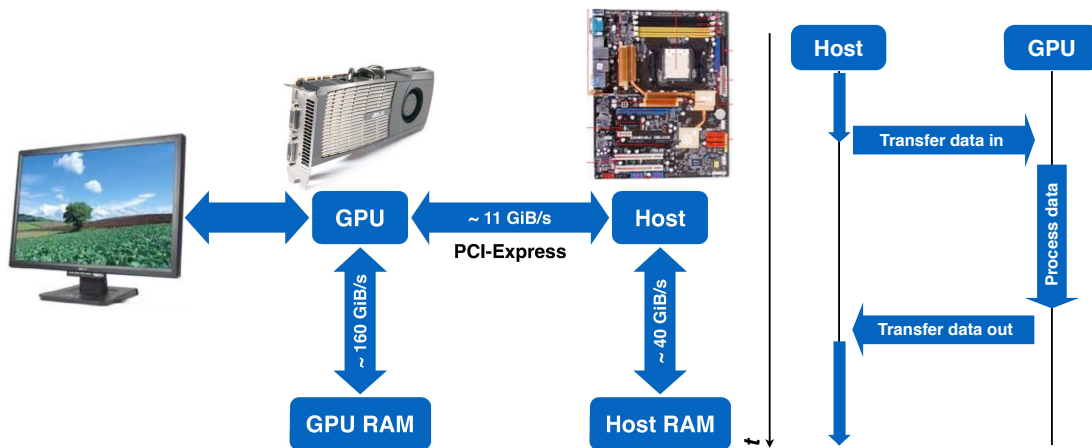 Host
GPU
Transfer data in
GPU
~ 11 GiB/s
Host
PCI-Express
Process data
~ 160 GiB/s
~ 40 GiB/s
Transfer data out
GPU RAM
Host RAM
t